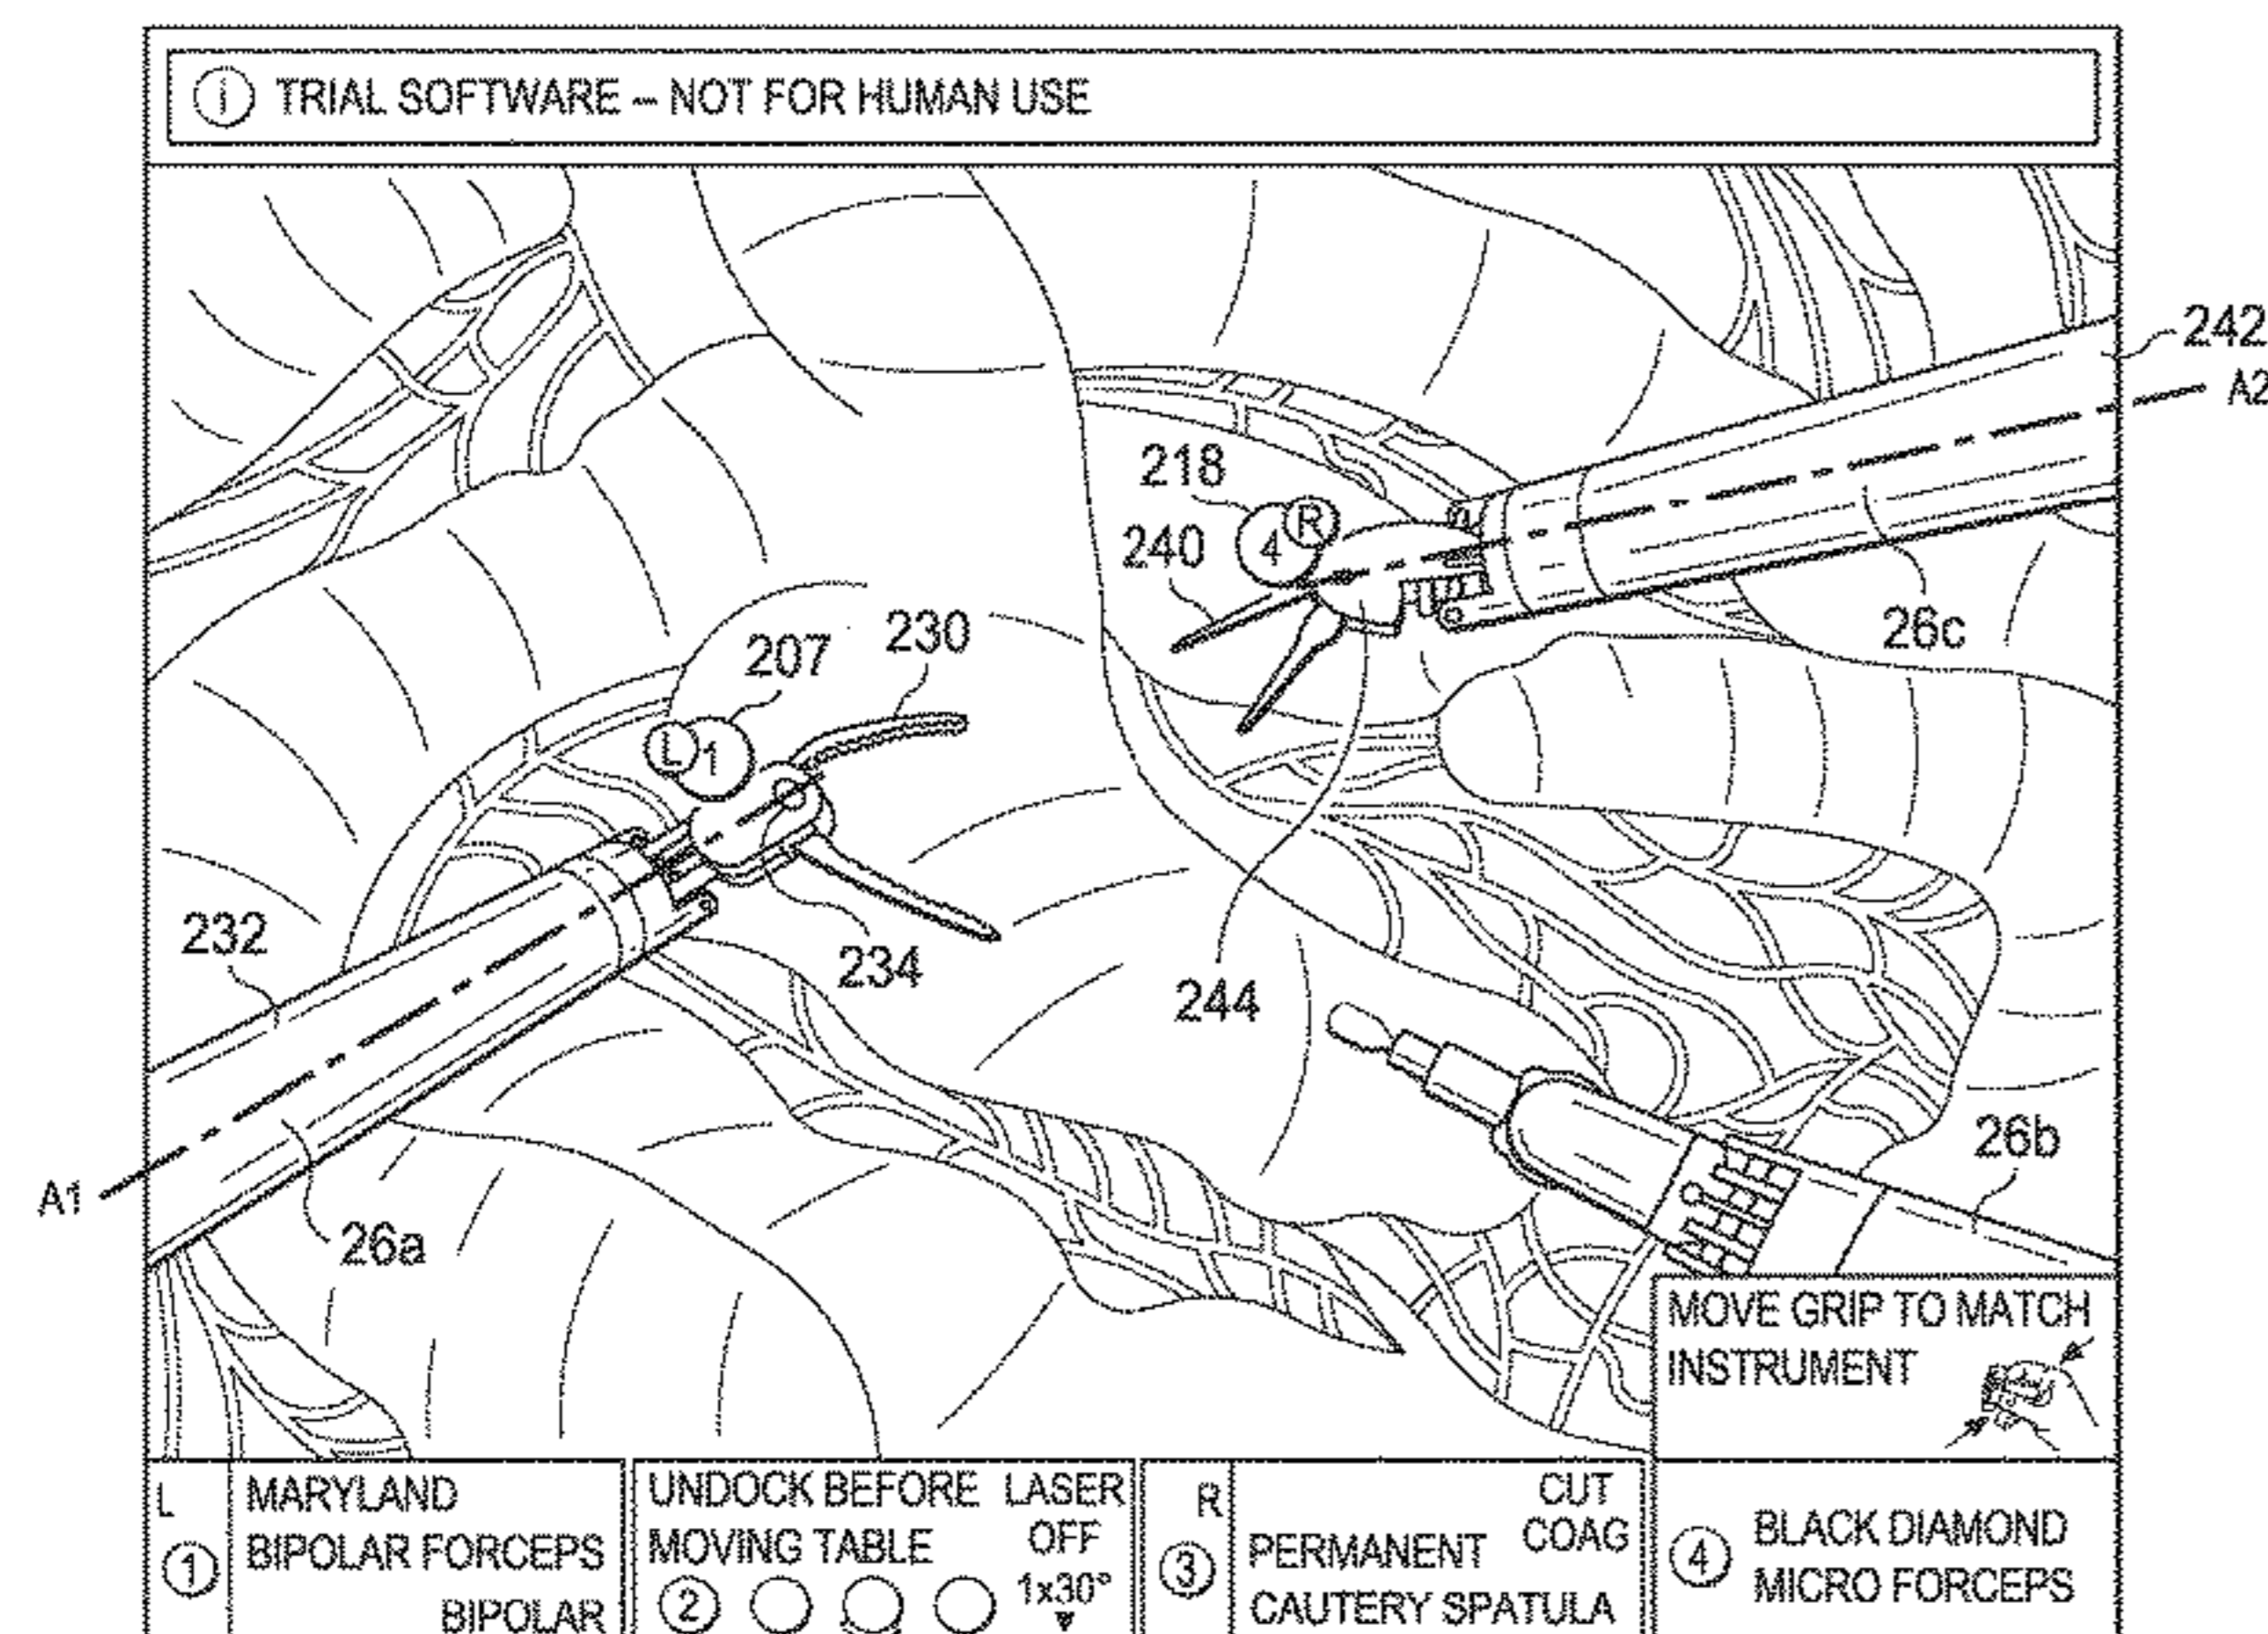 i TRIAL SOFTWARE – NOT FOR HUMAN USE
242
A2
218
4 R
240
26c
230
207
L 1
232
234
244
26b
A1
26a
MOVE GRIP TO MATCH
INSTRUMENT
L
1
MARYLAND
BIPOLAR FORCEPS
BIPOLAR
UNDOCK BEFORE
MOVING TABLE
2
LASER
OFF
1x30°
R
3
CUT
COAG
PERMANENT
CAUTERY SPATULA
4
BLACK DIAMOND
MICRO FORCEPS